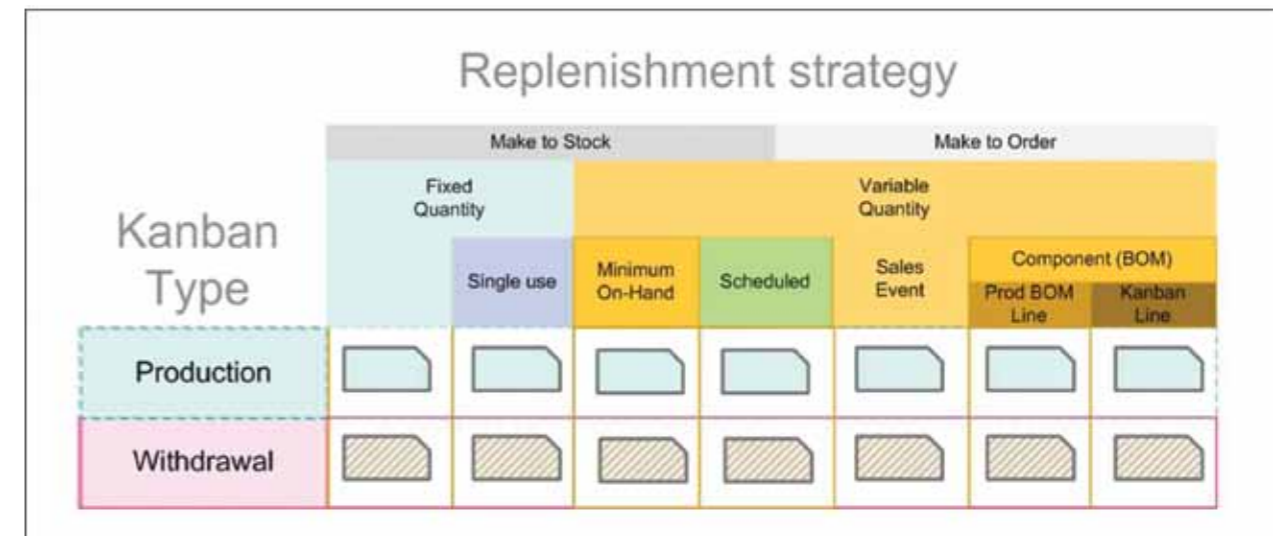 Replenishment strategy
Make to Stock
Make to Order
Fixed
Quantity
Variable
Quantity
Kanban
Type
Single use
Minimum
On-Hand
Scheduled
Sales
Event
Component (BOM)
Prod BOM
Line
Kanban
Line
Production
Withdrawal